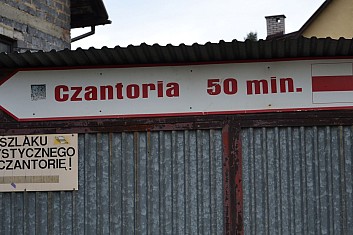 Czantoria 50 min.
SZLAKU
YSTYCZNEGO
CZANTORIĘ!